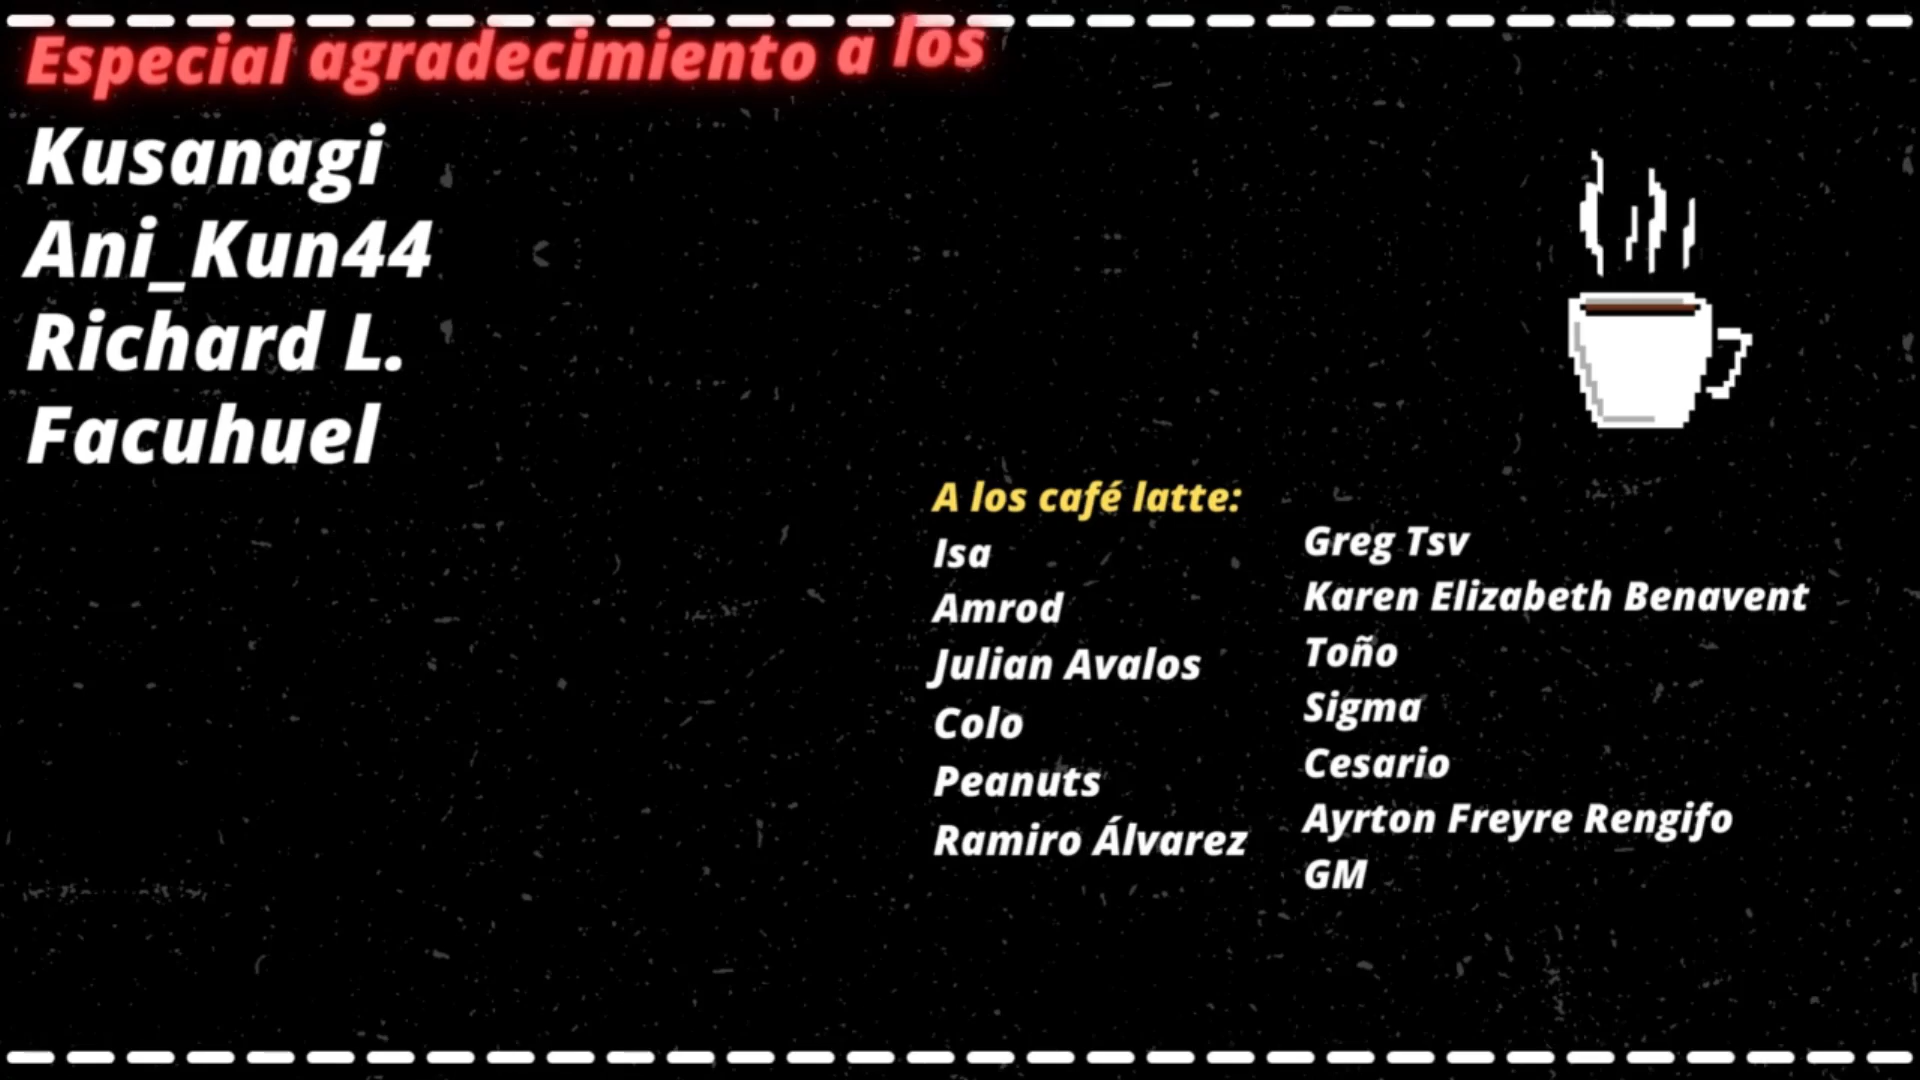 Especial agradecimiento a los
Kusanagi
Ani_Kun44
Richard L.
Facuhuel
A los café latte:
Isa
Amrod
Julian Avalos
Colo
Peanuts
Ramiro Álvarez
Greg Tsv
Karen Elizabeth Benavent
Toño
Sigma
Cesario
Ayrton Freyre Rengifo
GM